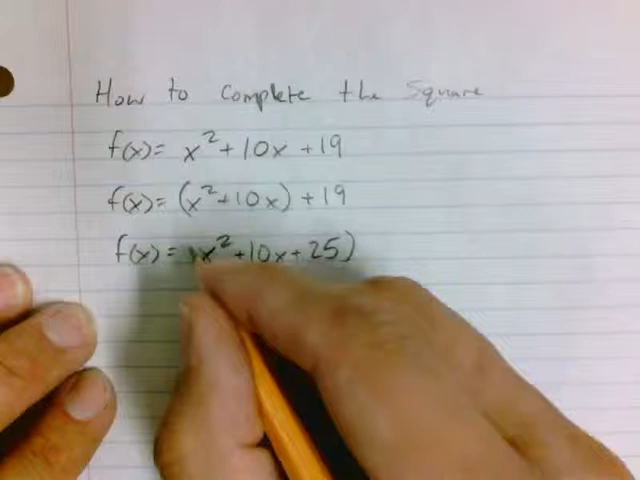 How to Complete the Square
f(x) = x² + 10x + 19
f(x) = (x² + 10x) + 19
f(x) = (x² + 10x + 25)